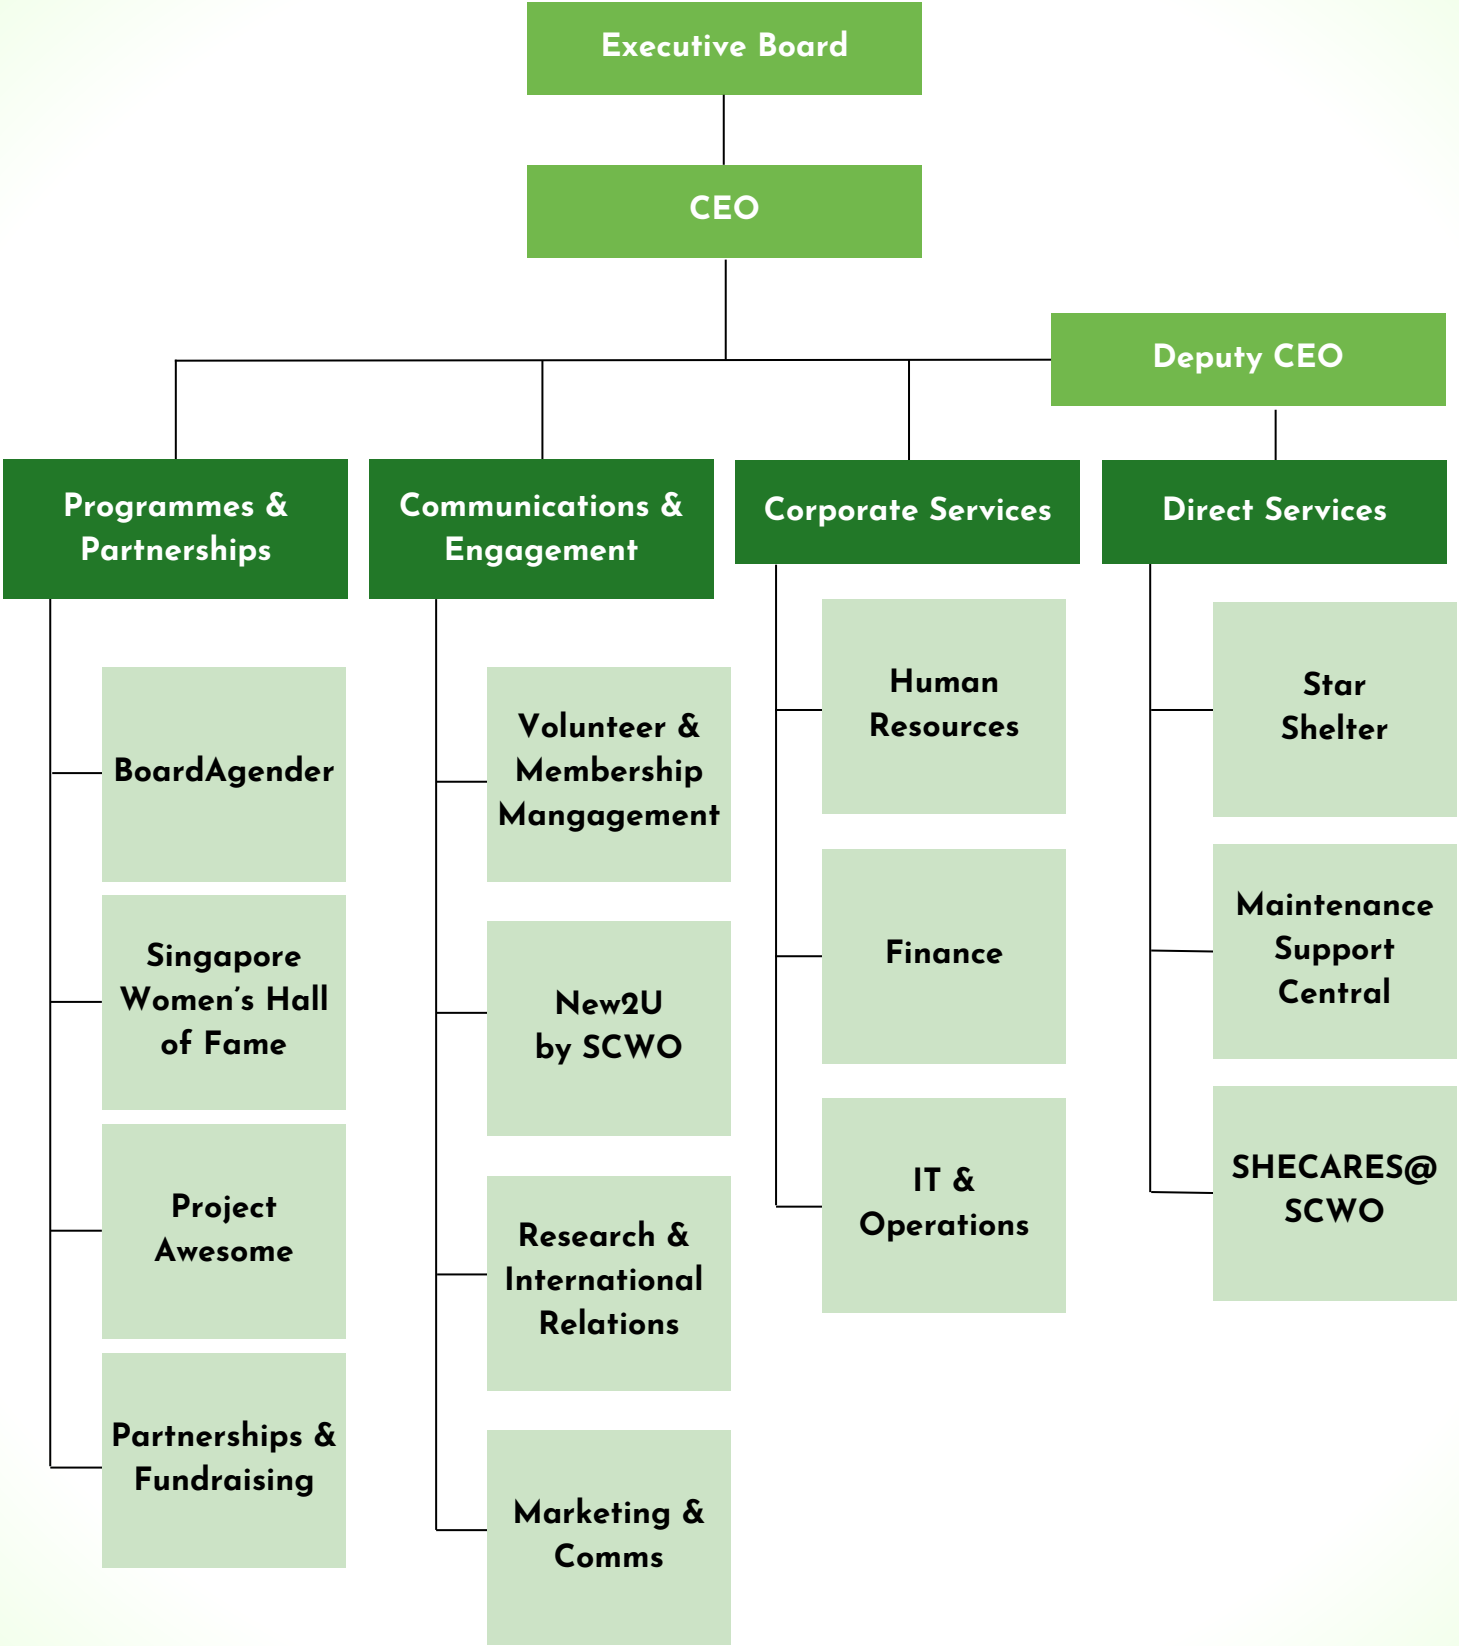 Executive Board
CEO
Deputy CEO
Programmes &
Partnerships
Communications &
Engagement
Corporate Services
Direct Services
BoardAgender
Singapore
Women's Hall
of Fame
Project
Awesome
Partnerships &
Fundraising
Volunteer &
Membership
Mangagement
New2U
by SCWO
Research &
International
Relations
Marketing &
Comms
Human
Resources
Finance
IT &
Operations
Star
Shelter
Maintenance
Support
Central
SHECARES@
SCWO